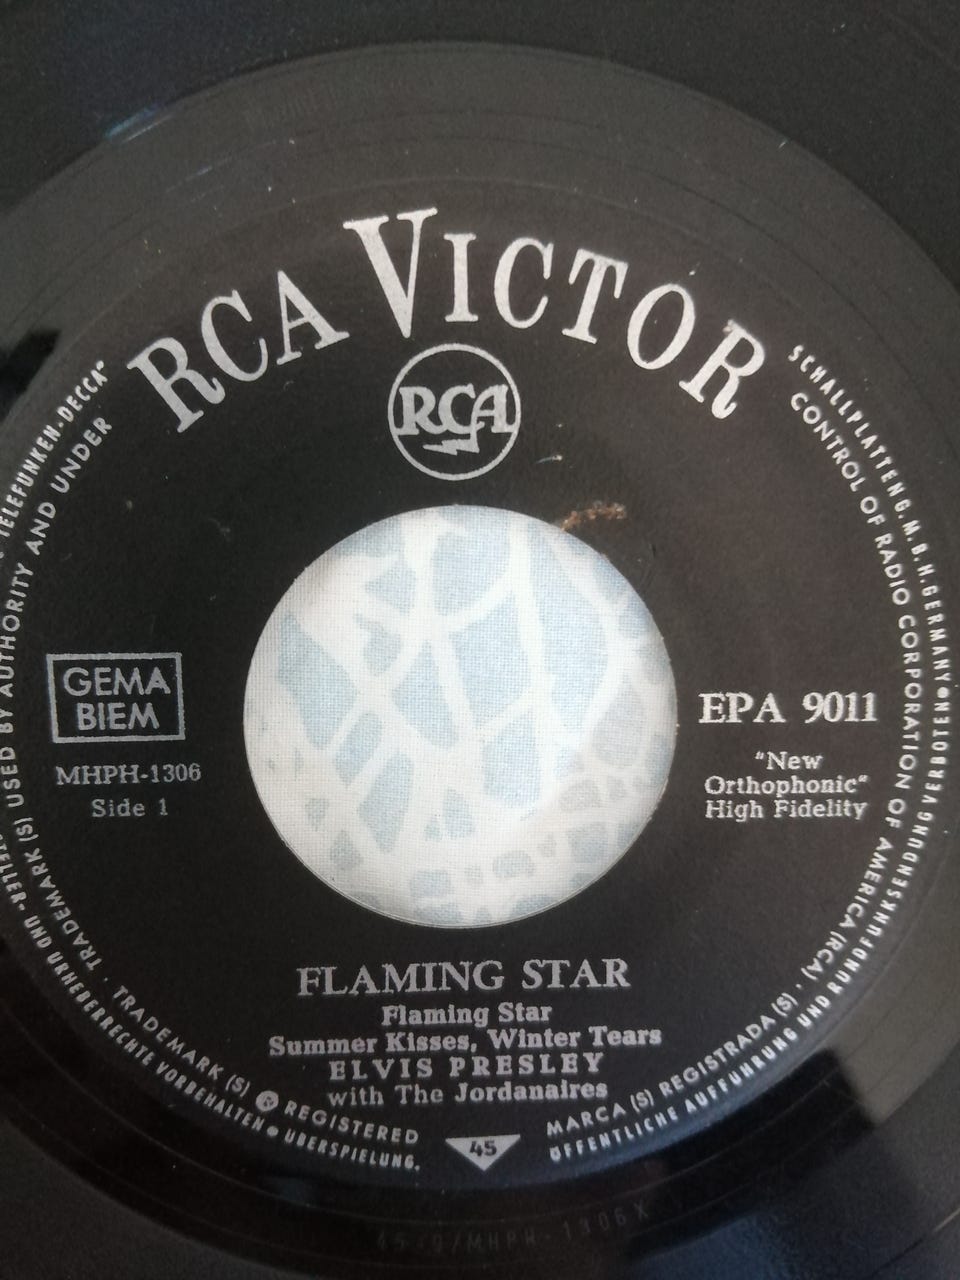 RCA VICTOR
RCA
TELEFUNKEN-DECCA"
SCHALLPLATTEN G.M.B.H. GERMANY ●
USED BY AUTHORITY AND UNDER
CONTROL OF RADIO CORPORATION OF AMERICA (RCA) ·
GEMA
BIEM
MHPH-1306
Side 1
EPA 9011
"New
Orthophonic"
High Fidelity
FLAMING STAR
Flaming Star
Summer Kisses, Winter Tears
ELVIS PRESLEY
with The Jordanaires
45
TRADEMARK (S)
· TRADEMARK (S) ® REGISTERED
MARCA (S) REGISTRADA (S) ·
UND URHEBERRECHTE VORBEHALTEN ● ÜBERSPIELUNG,
ÖFFENTLICHE AUFFÜHRUNG UND RUNDFUNKSENDUNG VERBOTEN
MHPH-1306X